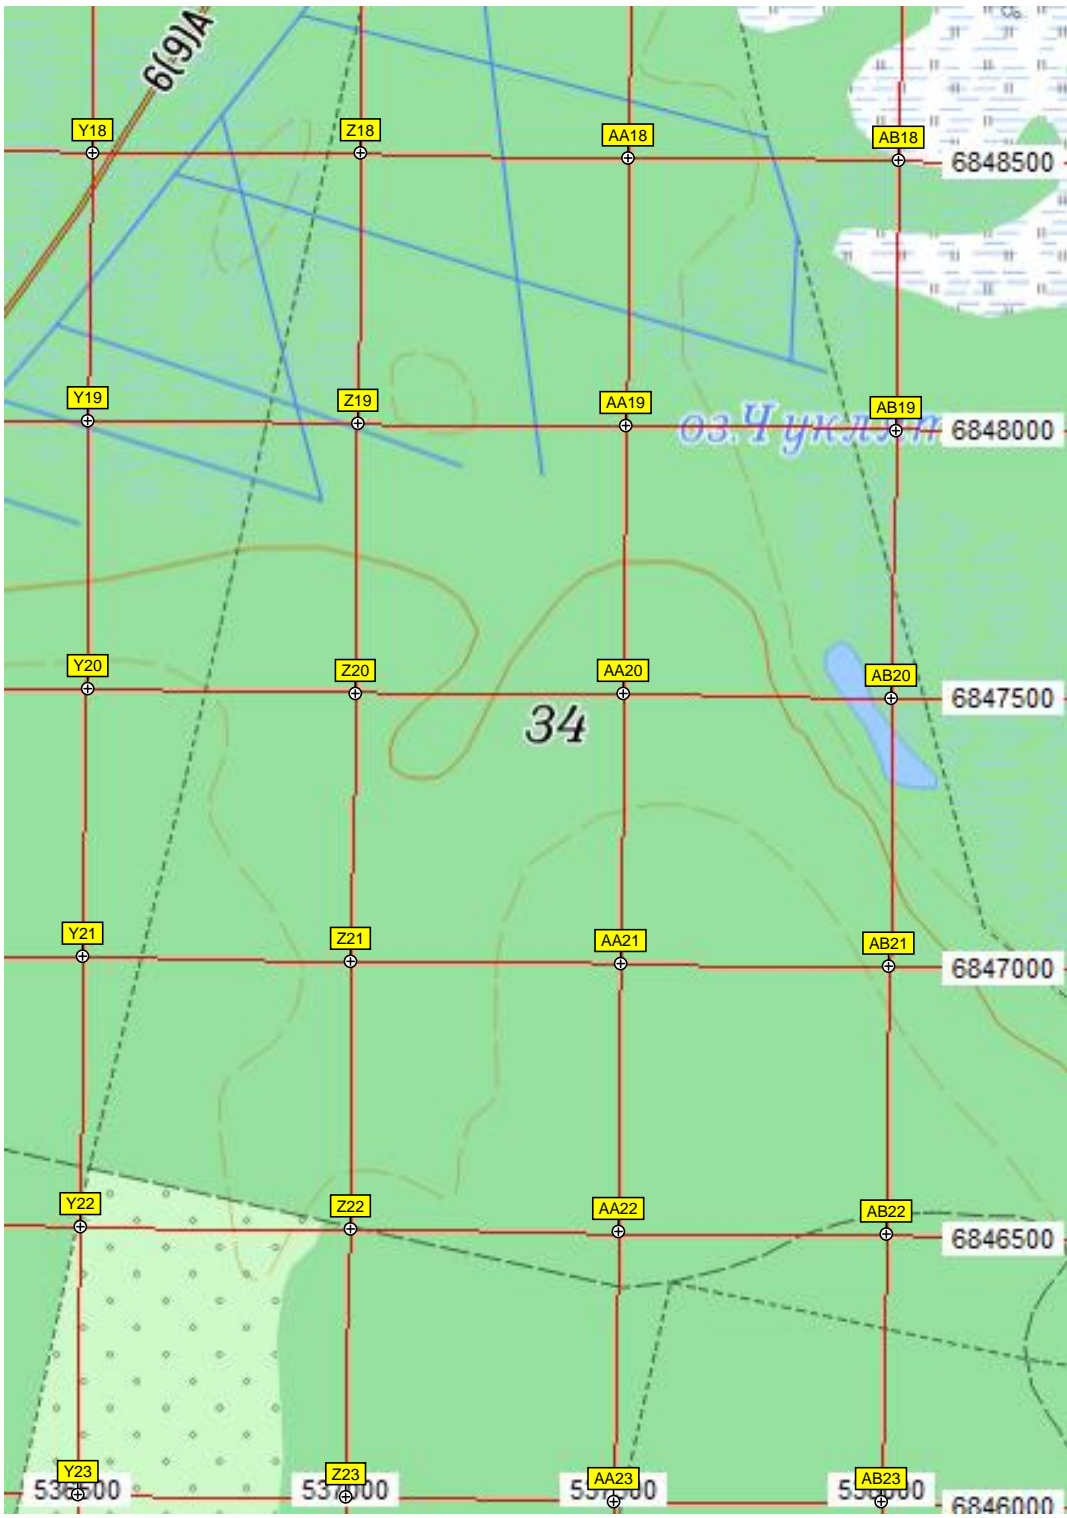 6(9)А
Y18
Z18
AA18
AB18
6848500
Y19
Z19
AA19
AB19
6848000
Y20
Z20
AA20
AB20
6847500
34
Y21
Z21
AA21
AB21
6847000
Y22
Z22
AA22
AB22
6846500
Y23
Z23
AA23
AB23
537000
6846000
оз.